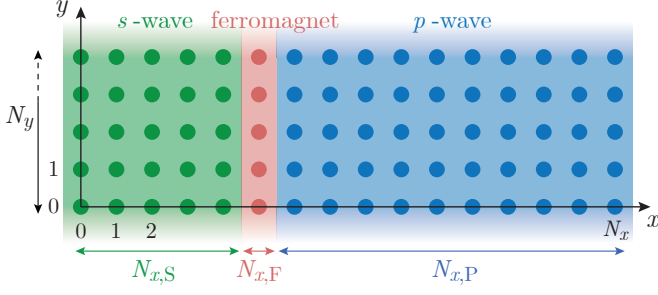 y
s-wave ferromagnet p-wave
N_y
1
0
0 1 2 N_x x
N_{x,S} N_{x,F} N_{x,P}